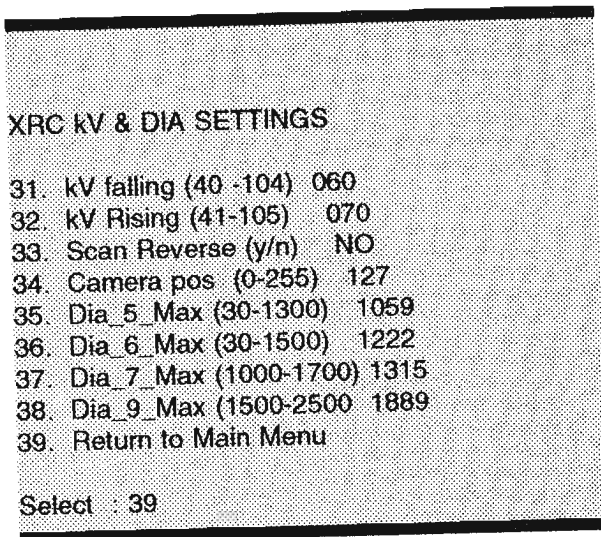 XRC kV & DIA SETTINGS
31. kV falling (40 -104) 060
32. kV Rising (41-105) 070
33. Scan Reverse (y/n) NO
34. Camera pos (0-255) 127
35. Dia_5_Max (30-1300) 1059
36. Dia_6_Max (30-1500) 1222
37. Dia_7_Max (1000-1700) 1315
38. Dia_9_Max (1500-2500 1889
39. Return to Main Menu
Select : 39